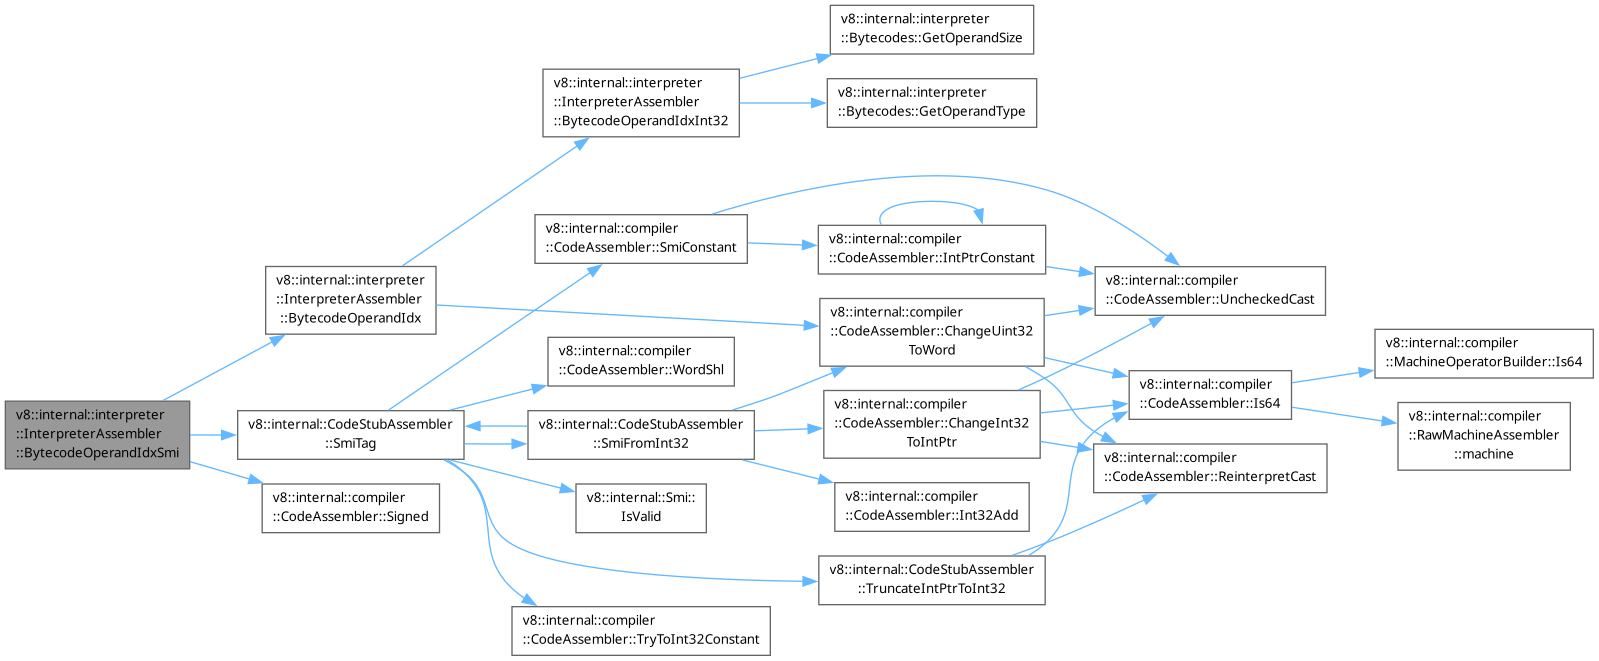 v8::internal::interpreter
::InterpreterAssembler
::BytecodeOperandIdxSmi
v8::internal::interpreter
::InterpreterAssembler
::BytecodeOperandIdx
v8::internal::CodeStubAssembler
::SmiTag
v8::internal::compiler
::CodeAssembler::Signed
v8::internal::interpreter
::InterpreterAssembler
::BytecodeOperandIdxInt32
v8::internal::compiler
::CodeAssembler::SmiConstant
v8::internal::compiler
::CodeAssembler::WordShl
v8::internal::CodeStubAssembler
::SmiFromInt32
v8::internal::Smi::
IsValid
v8::internal::compiler
::CodeAssembler::TryToInt32Constant
v8::internal::interpreter
::Bytecodes::GetOperandSize
v8::internal::interpreter
::Bytecodes::GetOperandType
v8::internal::compiler
::CodeAssembler::IntPtrConstant
v8::internal::compiler
::CodeAssembler::ChangeUint32
ToWord
v8::internal::compiler
::CodeAssembler::ChangeInt32
ToIntPtr
v8::internal::compiler
::CodeAssembler::Int32Add
v8::internal::CodeStubAssembler
::TruncateIntPtrToInt32
v8::internal::compiler
::CodeAssembler::UncheckedCast
v8::internal::compiler
::CodeAssembler::Is64
v8::internal::compiler
::CodeAssembler::ReinterpretCast
v8::internal::compiler
::MachineOperatorBuilder::Is64
v8::internal::compiler
::RawMachineAssembler
::machine